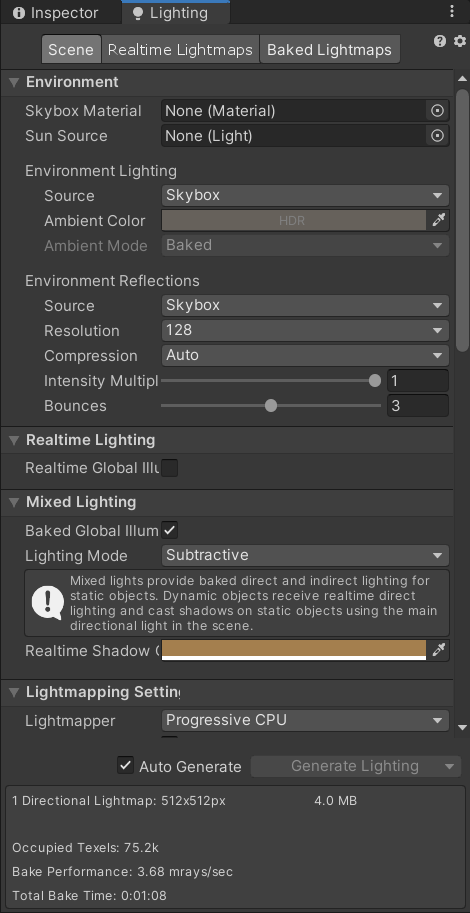 Inspector Lighting
Scene Realtime Lightmaps Baked Lightmaps
Environment
Skybox Material None (Material)
Sun Source None (Light)
Environment Lighting
Source Skybox
Ambient Color HDR
Ambient Mode Baked
Environment Reflections
Source Skybox
Resolution 128
Compression Auto
Intensity Multipl 1
Bounces 3
Realtime Lighting
Realtime Global Illu
Mixed Lighting
Baked Global Illum
Lighting Mode Subtractive
Mixed lights provide baked direct and indirect lighting for
static objects. Dynamic objects receive realtime direct
lighting and cast shadows on static objects using the main
directional light in the scene.
Realtime Shadow C
Lightmapping Settin
Lightmapper Progressive CPU
Auto Generate Generate Lighting
1 Directional Lightmap: 512x512px 4.0 MB
Occupied Texels: 75.2k
Bake Performance: 3.68 mrays/sec
Total Bake Time: 0:01:08